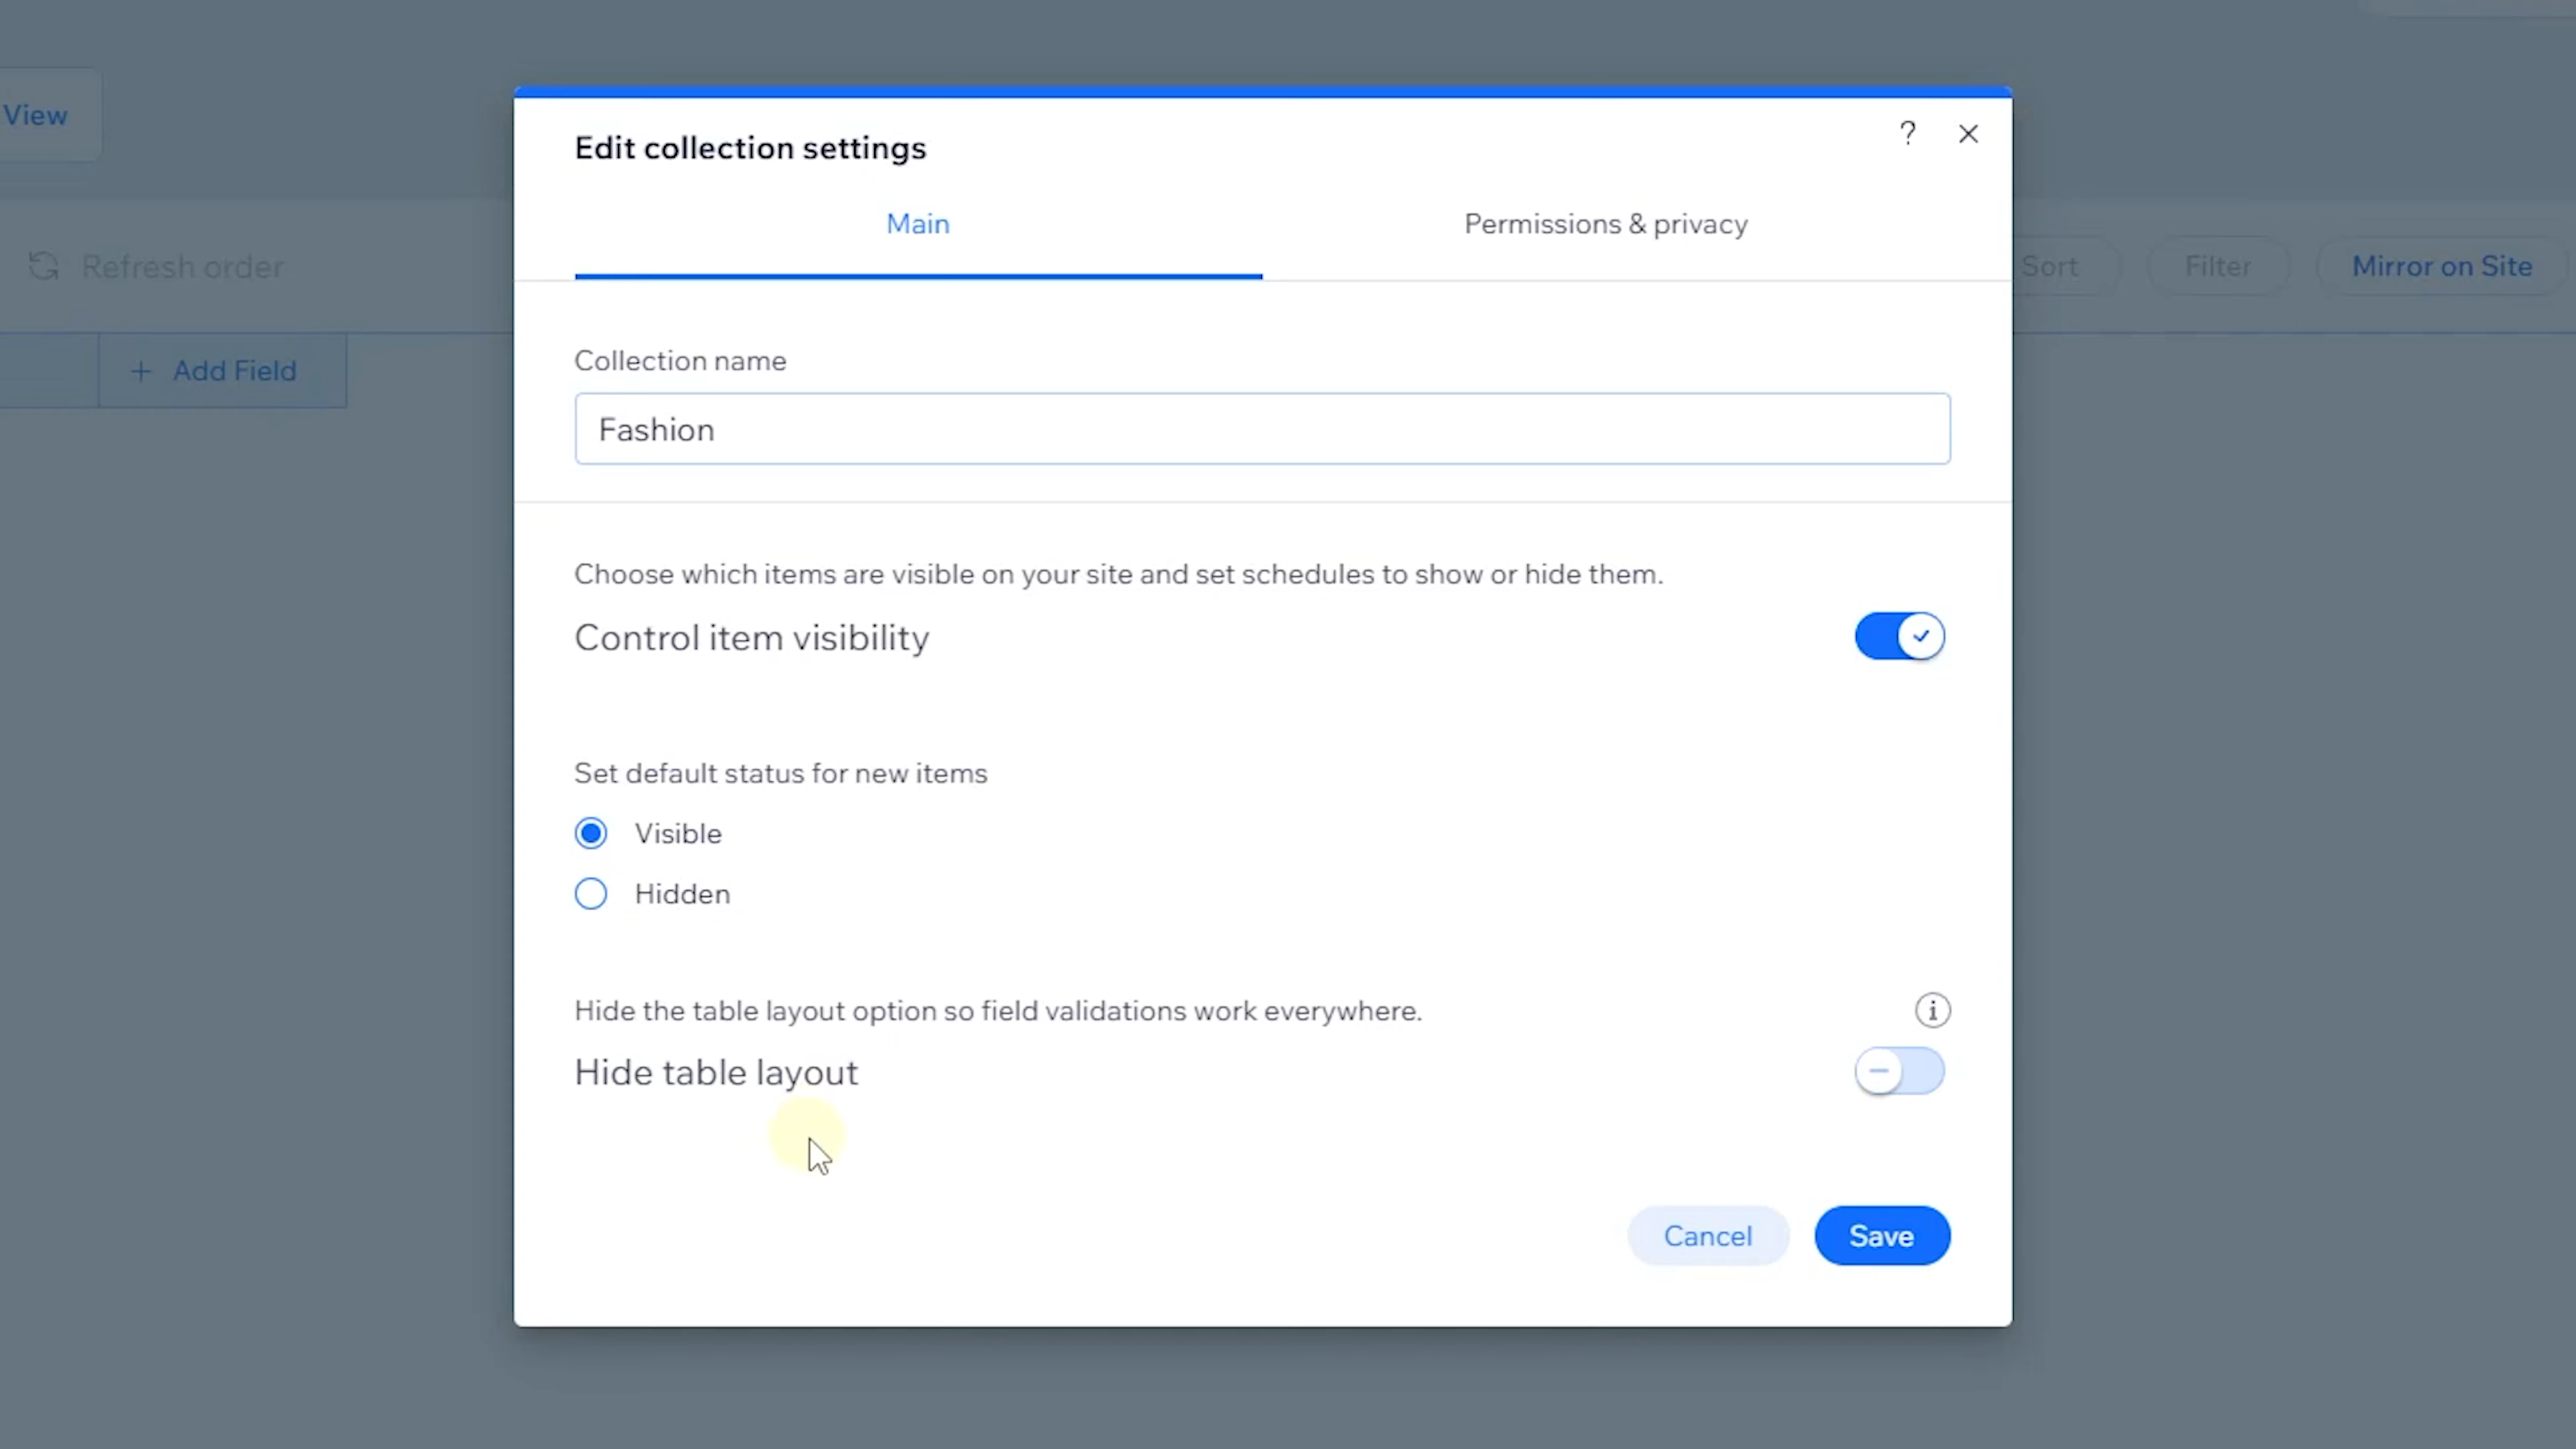 View
Edit collection settings
?
Main
Permissions & privacy
Refresh order
Sort
Filter
Mirror on Site
+ Add Field
Collection name
Fashion
Choose which items are visible on your site and set schedules to show or hide them.
Control item visibility
Set default status for new items
Visible
Hidden
Hide the table layout option so field validations work everywhere.
Hide table layout
Cancel
Save